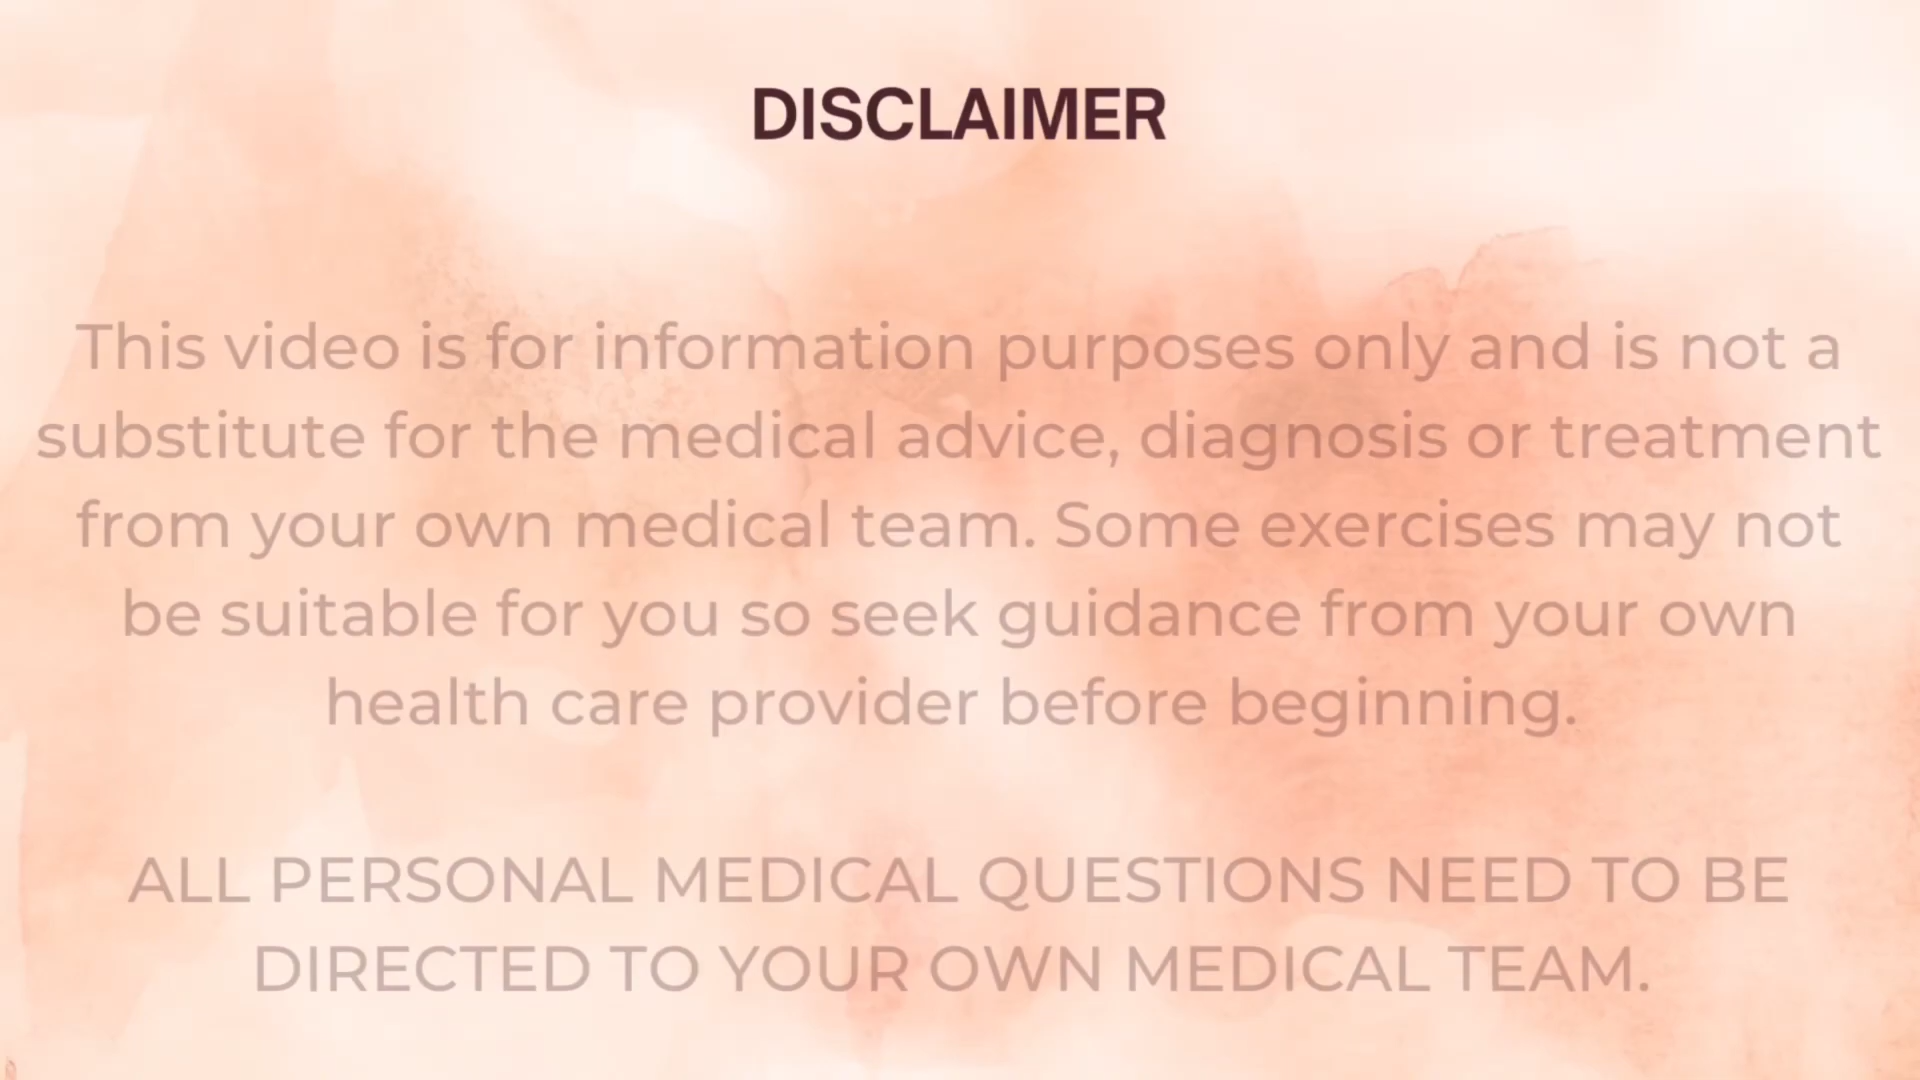 DISCLAIMER
This video is for information purposes only and is not a
substitute for the medical advice, diagnosis or treatment
from your own medical team. Some exercises may not
be suitable for you so seek guidance from your own
health care provider before beginning.
ALL PERSONAL MEDICAL QUESTIONS NEED TO BE
DIRECTED TO YOUR OWN MEDICAL TEAM.